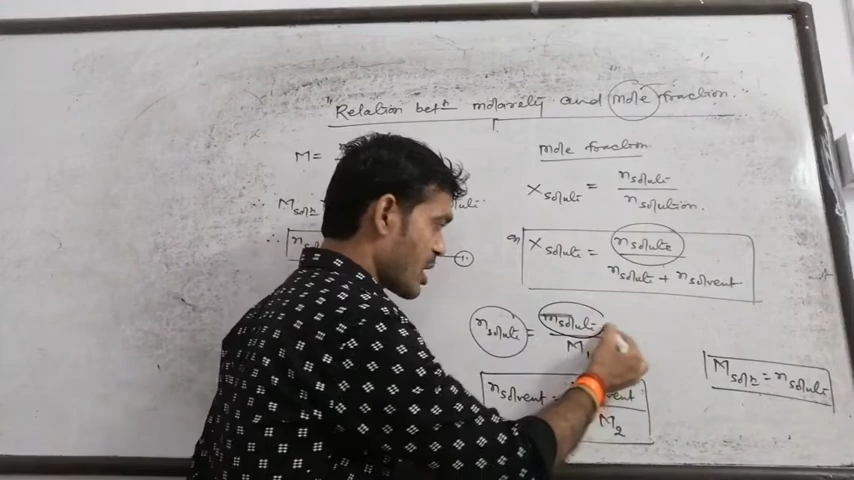 Relation betⁿ molarity and mole fraction.
M =
mole fraction
X solute = n solute / n solution.
∴ M solⁿ
X solute = n solute / n solute + n solvent
∴ n s
n solute = m solute / M₁
M solⁿ = n solute
n solvent = vent / M₂